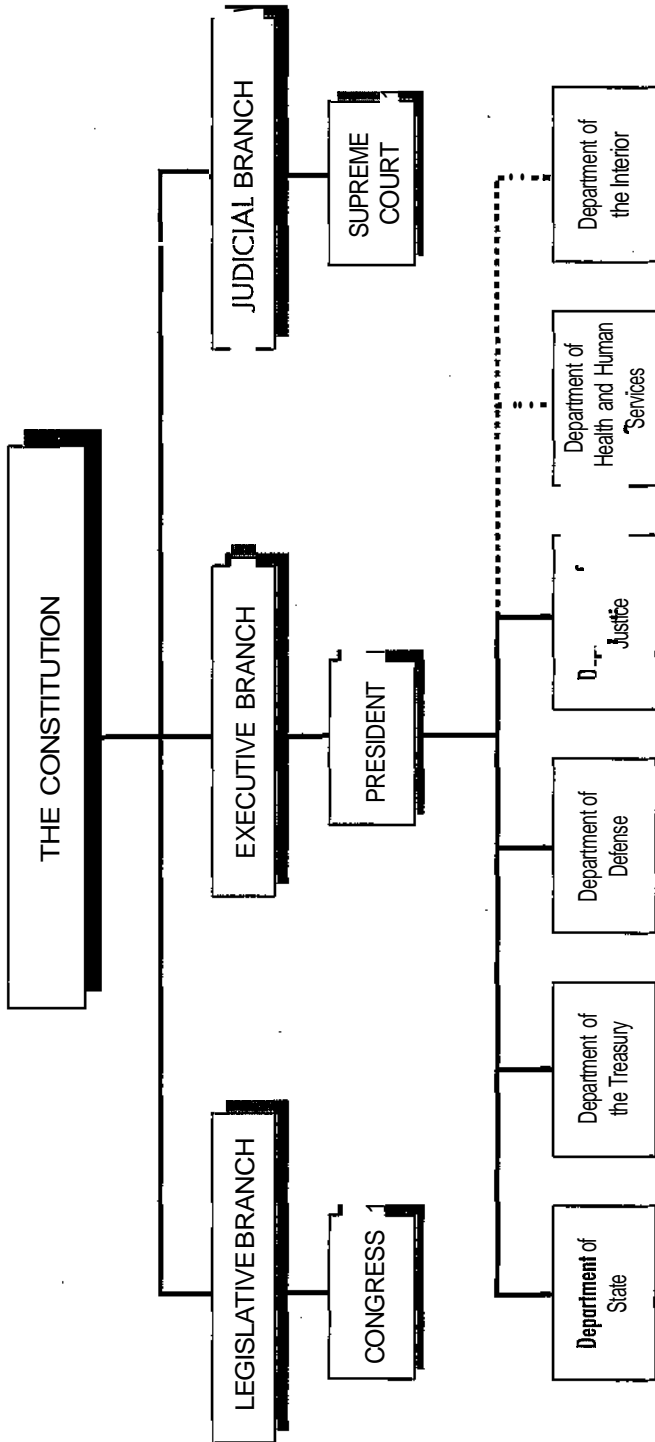 THE CONSTITUTION
LEGISLATIVE BRANCH
EXECUTIVE BRANCH
JUDICIAL BRANCH
CONGRESS
PRESIDENT
SUPREME
COURT
Department of
State
Department of
the Treasury
Department of
Defense
Justice
Department of
Health and Human
Services
Department of
the Interior